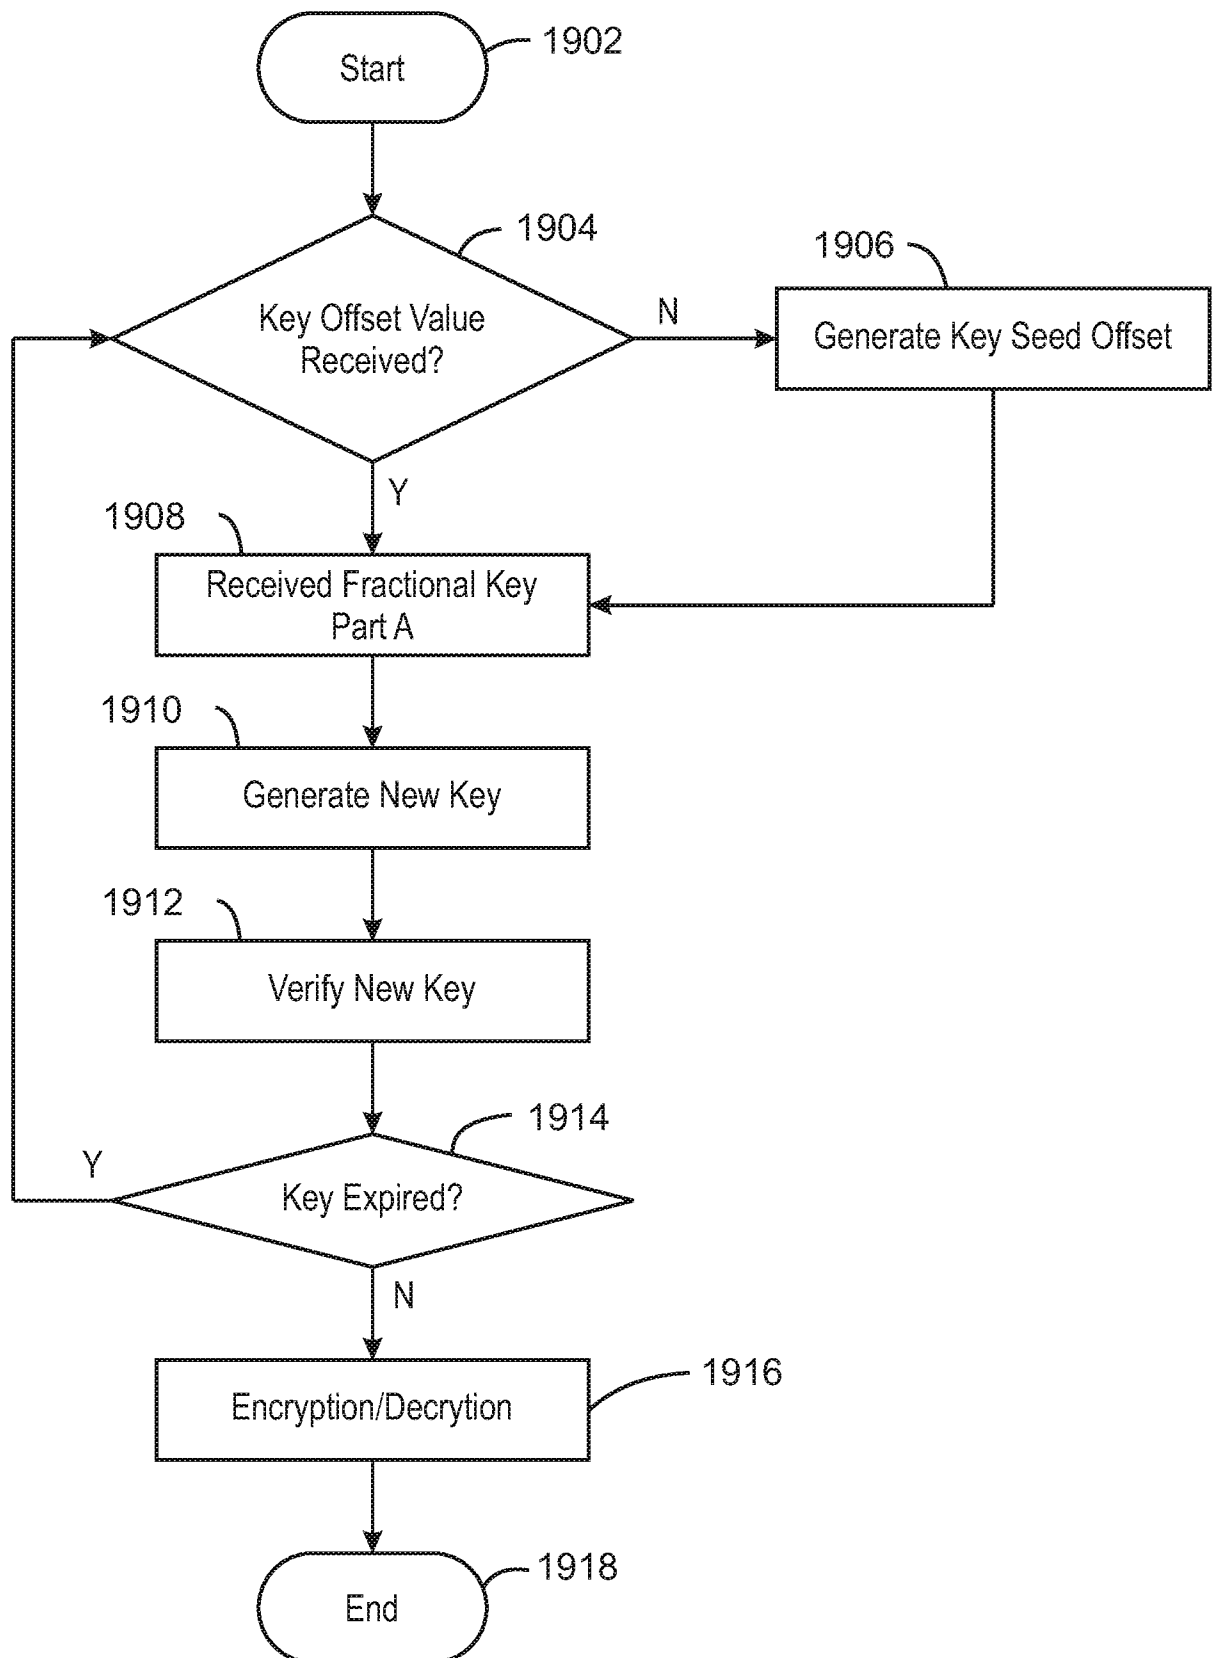 Start
1902
1904
Key Offset Value
Received?
N
1906
Generate Key Seed Offset
Y
1908
Received Fractional Key
Part A
1910
Generate New Key
1912
Verify New Key
1914
Key Expired?
Y
N
1916
Encryption/Decrytion
1918
End